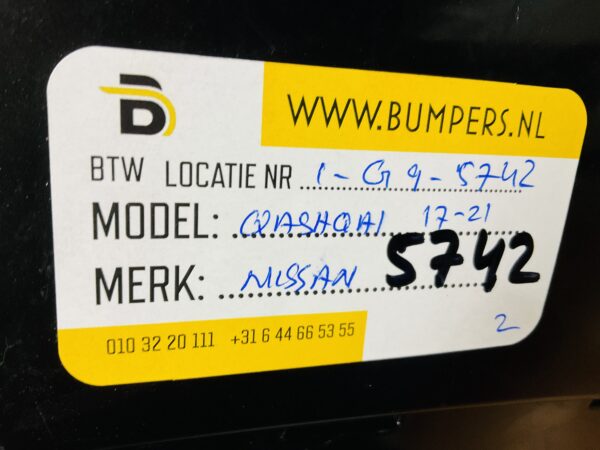 WWW.BUMPERS.NL
BTW LOCATIE NR 1-G9-5742
MODEL: QASHQAI 17-21
MERK: NISSAN 5742
010 32 20 111 +31 6 44 66 53 55
2